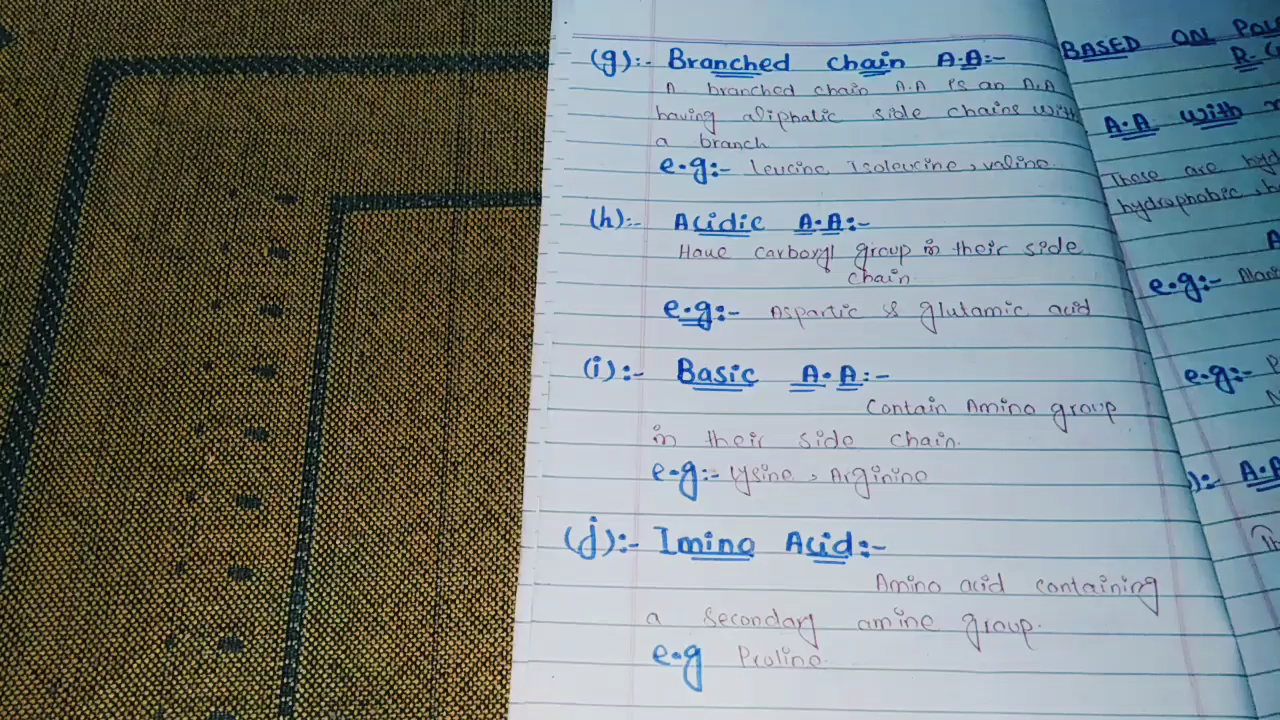 (g):- Branched chain A.A:-
A branched chain A.A is an A.A
having aliphatic side chains with
a branch.
e.g:- leucine Isoleucine, valine.
(h):- Acidic A.A:-
Have carboxyl group in their side
chain.
e.g:- Aspartic & glutamic acid
(i):- Basic A.A:-
Contain Amino group
in their side chain.
e-g:- Lysine, Arginine
(j):- Imino Acid:-
Amino acid containing
a secondary amine group.
e-g Proline.
BASED ON
A.A with
These are
hydrophobic,
e.g:-
e.g:-
A.A